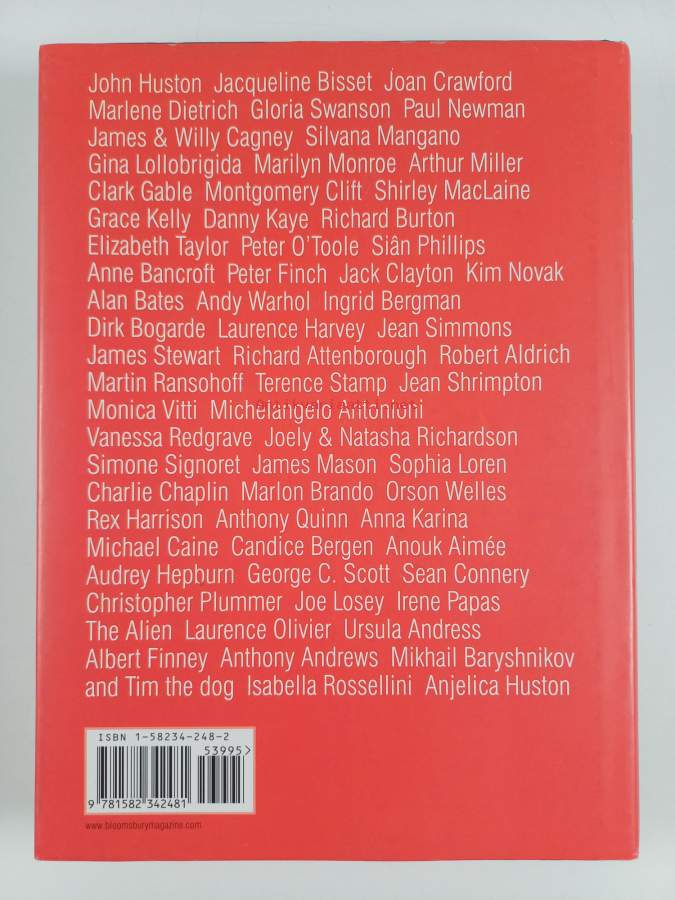 John Huston Jacqueline Bisset Joan Crawford
Marlene Dietrich Gloria Swanson Paul Newman
James & Willy Cagney Silvana Mangano
Gina Lollobrigida Marilyn Monroe Arthur Miller
Clark Gable Montgomery Clift Shirley MacLaine
Grace Kelly Danny Kaye Richard Burton
Elizabeth Taylor Peter O'Toole Siân Phillips
Anne Bancroft Peter Finch Jack Clayton Kim Novak
Alan Bates Andy Warhol Ingrid Bergman
Dirk Bogarde Laurence Harvey Jean Simmons
James Stewart Richard Attenborough Robert Aldrich
Martin Ransohoff Terence Stamp Jean Shrimpton
Monica Vitti Michelangelo Antonioni
Vanessa Redgrave Joely & Natasha Richardson
Simone Signoret James Mason Sophia Loren
Charlie Chaplin Marlon Brando Orson Welles
Rex Harrison Anthony Quinn Anna Karina
Michael Caine Candice Bergen Anouk Aimée
Audrey Hepburn George C. Scott Sean Connery
Christopher Plummer Joe Losey Irene Papas
The Alien Laurence Olivier Ursula Andress
Albert Finney Anthony Andrews Mikhail Baryshnikov
and Tim the dog Isabella Rossellini Anjelica Huston
ISBN 1-58234-248-2
53995>
9 781582 342481
www.bloomsburymagazine.com